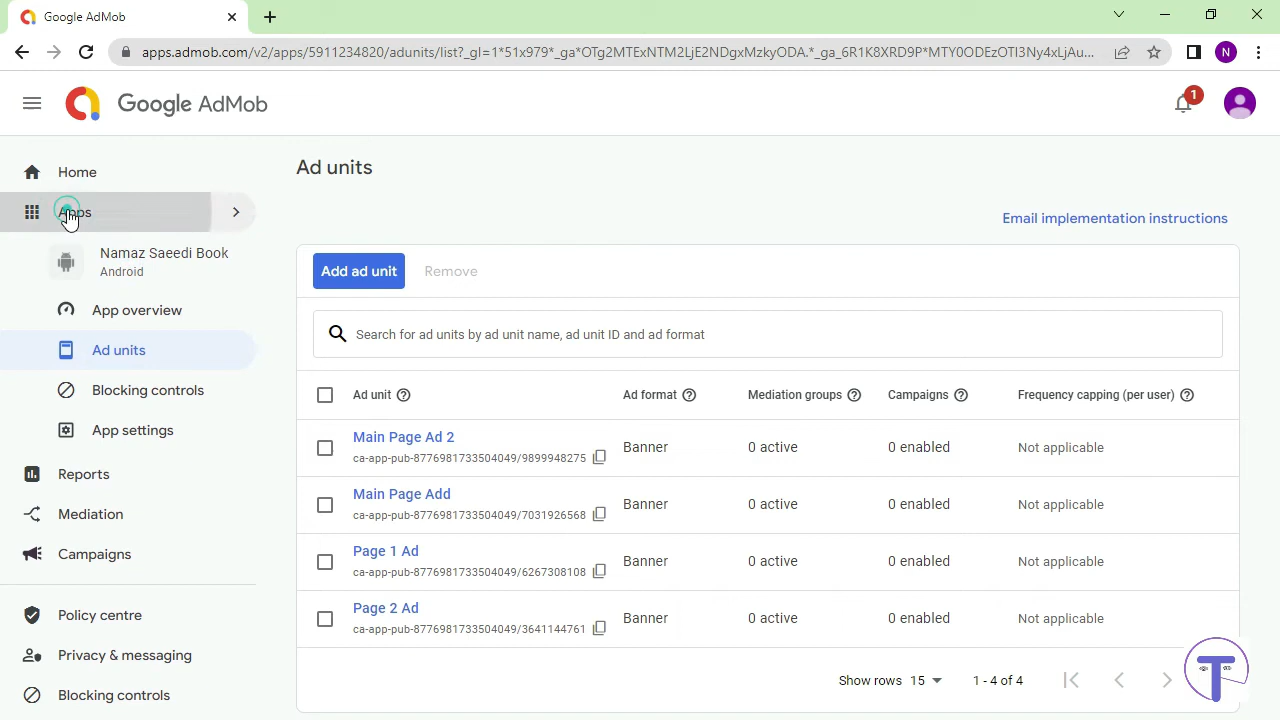 Google AdMob
apps.admob.com/v2/apps/5911234820/adunits/list?_gl=1*51x979*_ga*OTg2MTExNTM2LjE2NDgxMzkyODA.*_ga_6R1K8XRD9P*MTY0ODEzOTI3Ny4xLjAu...
N
Google AdMob
1
Home
Apps
Namaz Saeedi Book
Android
App overview
Ad units
Blocking controls
App settings
Reports
Mediation
Campaigns
Policy centre
Privacy & messaging
Blocking controls
Ad units
Email implementation instructions
Add ad unit
Remove
Search for ad units by ad unit name, ad unit ID and ad format
Ad unit Ad format Mediation groups Campaigns Frequency capping (per user)
Main Page Ad 2
ca-app-pub-8776981733504049/9899948275
Banner 0 active 0 enabled Not applicable
Main Page Add
ca-app-pub-8776981733504049/7031926568
Banner 0 active 0 enabled Not applicable
Page 1 Ad
ca-app-pub-8776981733504049/6267308108
Banner 0 active 0 enabled Not applicable
Page 2 Ad
ca-app-pub-8776981733504049/3641144761
Banner 0 active 0 enabled Not applicable
Show rows 15 1 - 4 of 4
T